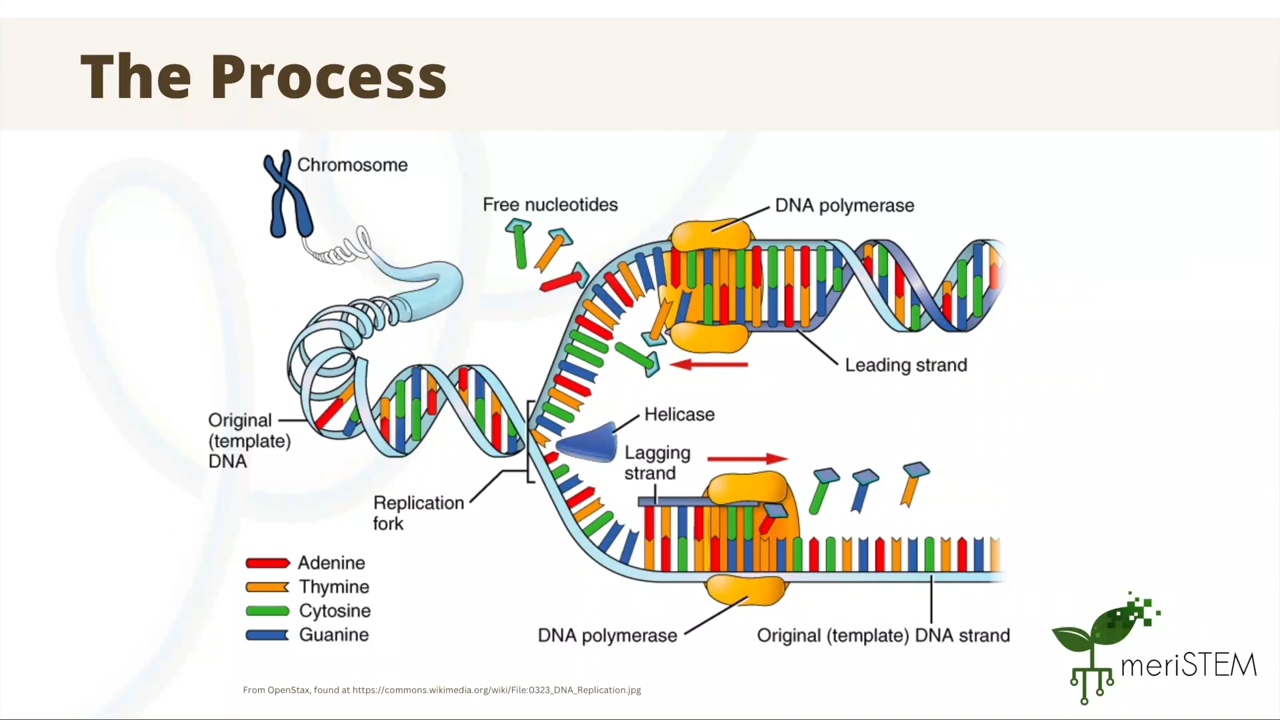 The Process
Chromosome
Free nucleotides
DNA polymerase
Leading strand
Helicase
Lagging
strand
Original
(template)
DNA
Replication
fork
Adenine
Thymine
Cytosine
Guanine
DNA polymerase
Original (template) DNA strand
meriSTEM
From OpenStax, found at https://commons.wikimedia.org/wiki/File:0323_DNA_Replication.jpg